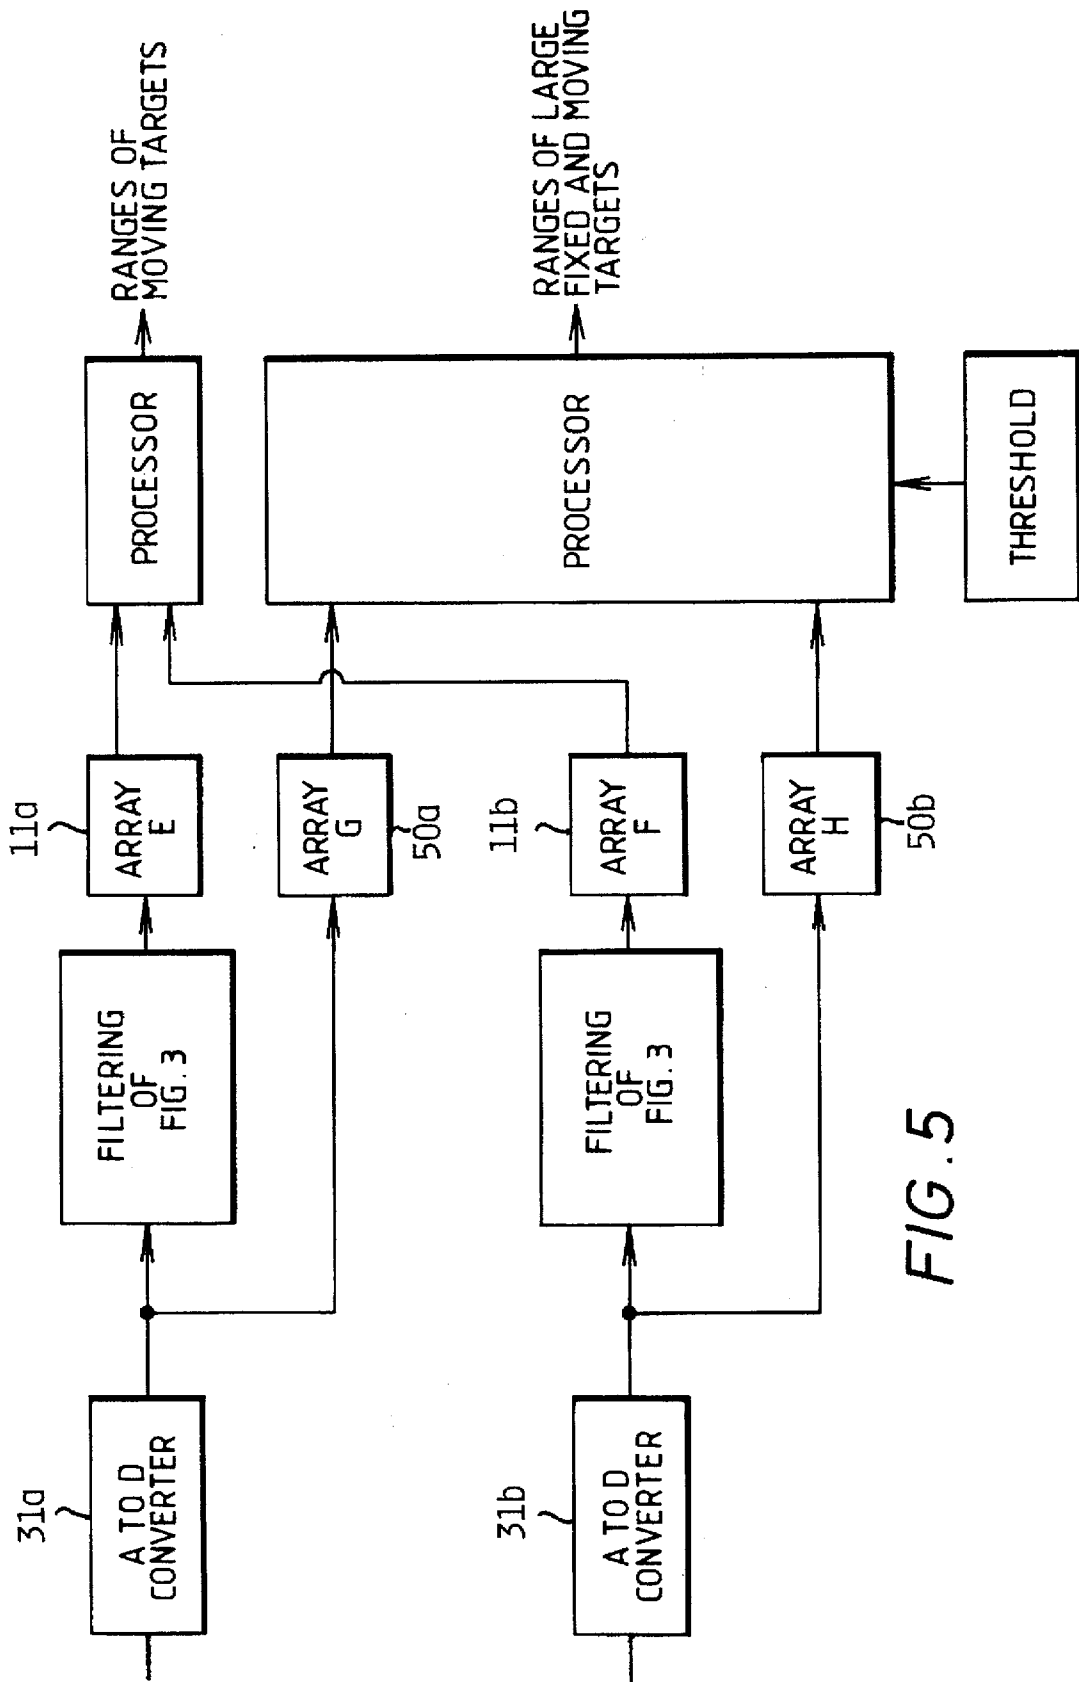 31a
A TO D
CONVERTER
FILTERING
OF
FIG. 3
11a
ARRAY
E
PROCESSOR
RANGES OF
MOVING TARGETS
ARRAY
G
50a
PROCESSOR
RANGES OF LARGE
FIXED AND MOVING
TARGETS
31b
A TO D
CONVERTER
FILTERING
OF
FIG. 3
11b
ARRAY
F
ARRAY
H
50b
THRESHOLD
FIG. 5